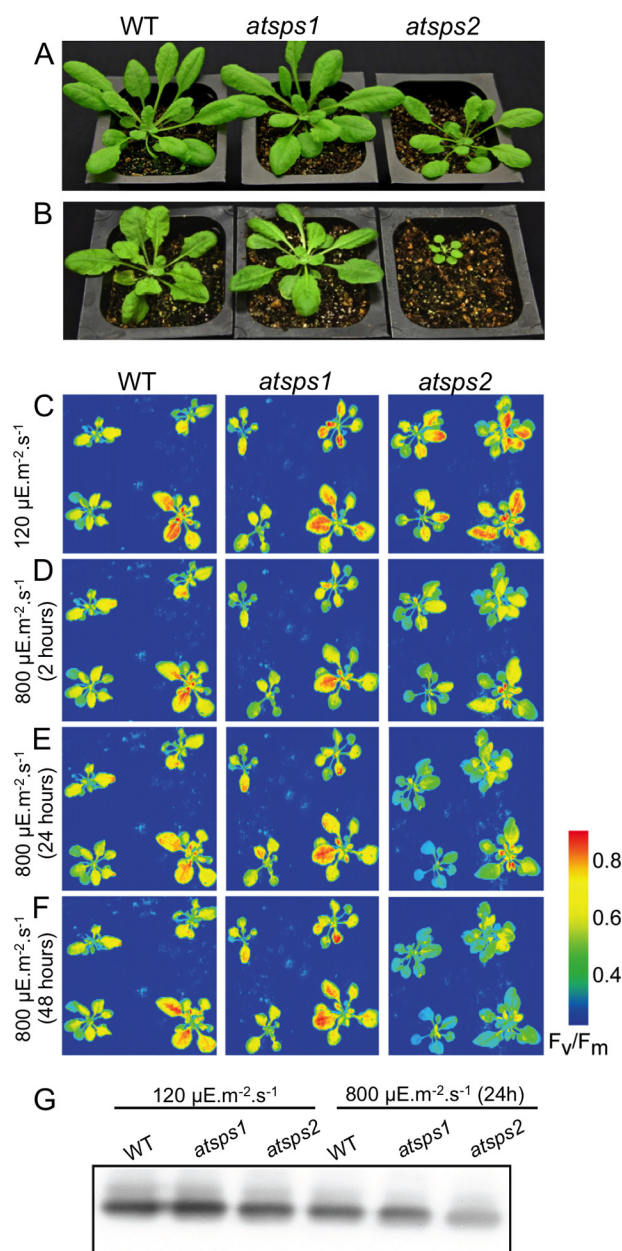 WT atsps1 atsps2
A
B
WT atsps1 atsps2
C
120 µE.m-2.s-1
D
800 µE.m-2.s-1
(2 hours)
E
800 µE.m-2.s-1
(24 hours)
F
800 µE.m-2.s-1
(48 hours)
0.8
0.6
0.4
Fv/Fm
G
120 µE.m-2.s-1 800 µE.m-2.s-1 (24h)
WT atsps1 atsps2 WT atsps1 atsps2